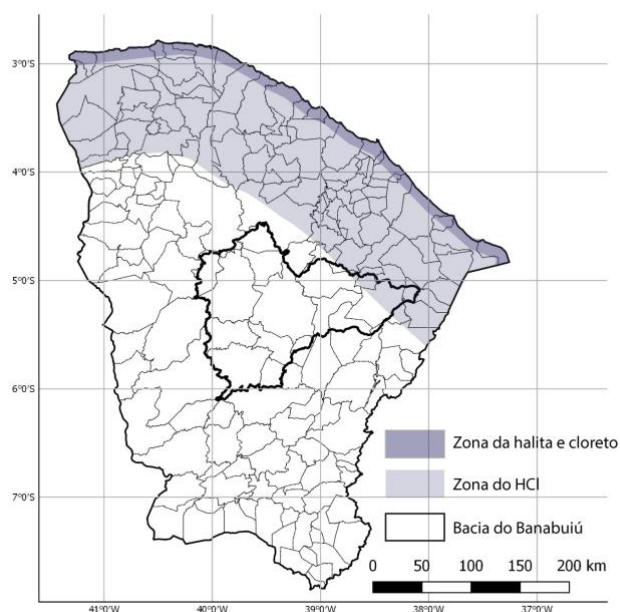 3°0'S
4°0'S
5°0'S
6°0'S
7°0'S
Zona da halita e cloreto
Zona do HCl
Bacia do Banabuiú
0 50 100 150 200 km
41°0'W 40°0'W 39°0'W 38°0'W 37°0'W